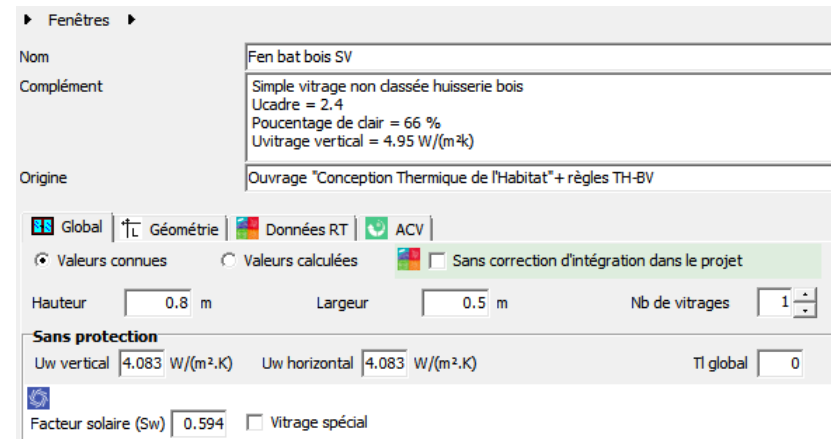 Fenêtres
Nom Fen bat bois SV
Complément Simple vitrage non classée huisserie bois
Ucadre = 2.4
Poucentage de clair = 66 %
Uvitrage vertical = 4.95 W/(m²k)
Origine Ouvrage "Conception Thermique de l'Habitat"+ règles TH-BV
Global Géométrie Données RT ACV
Valeurs connues Valeurs calculées Sans correction d'intégration dans le projet
Hauteur 0.8 m Largeur 0.5 m Nb de vitrages 1
Sans protection
Uw vertical 4.083 W/(m².K) Uw horizontal 4.083 W/(m².K) Tl global 0
Facteur solaire (Sw) 0.594 Vitrage spécial